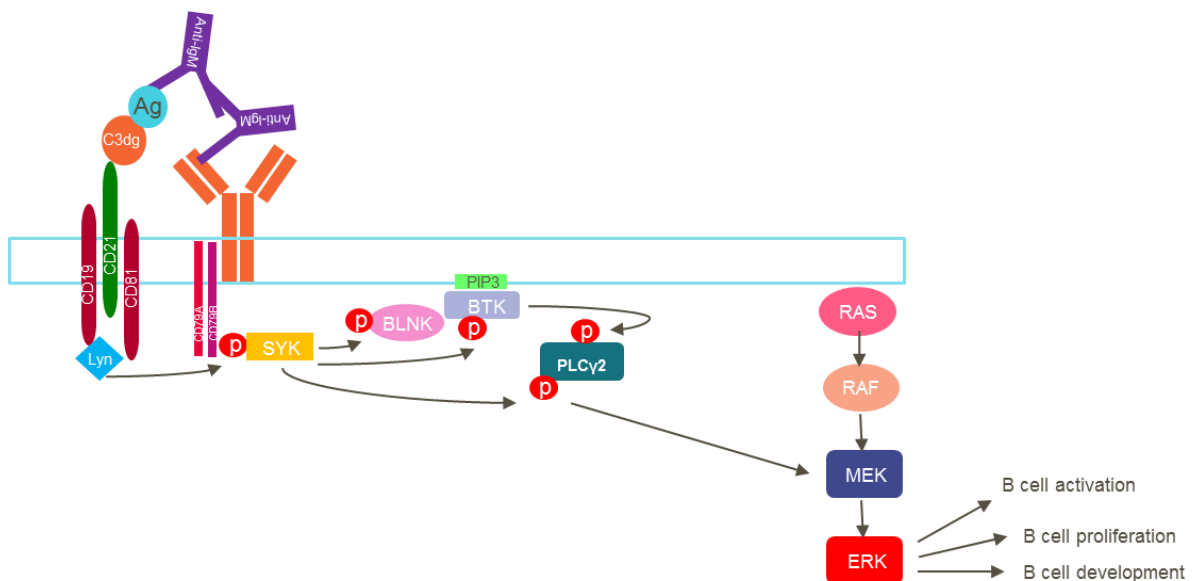 Anti-IgM
Ag
Anti-IgM
C3dg
CD19
CD21
CD81
CD79A
CD79B
Lyn
p
SYK
p
BLNK
PIP3
BTK
p
p
PLCγ2
p
RAS
RAF
MEK
ERK
B cell activation
B cell proliferation
B cell development